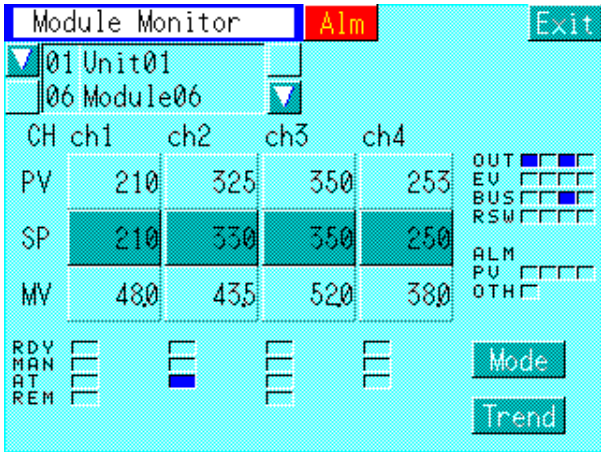 Module Monitor Alm Exit
01 Unit01
06 Module06
CH ch1 ch2 ch3 ch4
PV 210 325 350 253
SP 210 330 350 250
MV 48.0 43.5 52.0 38.0
OUT
EV
BUS
RSW
ALM
PV
OTH
RDY
MAN
AT
REM
Mode
Trend